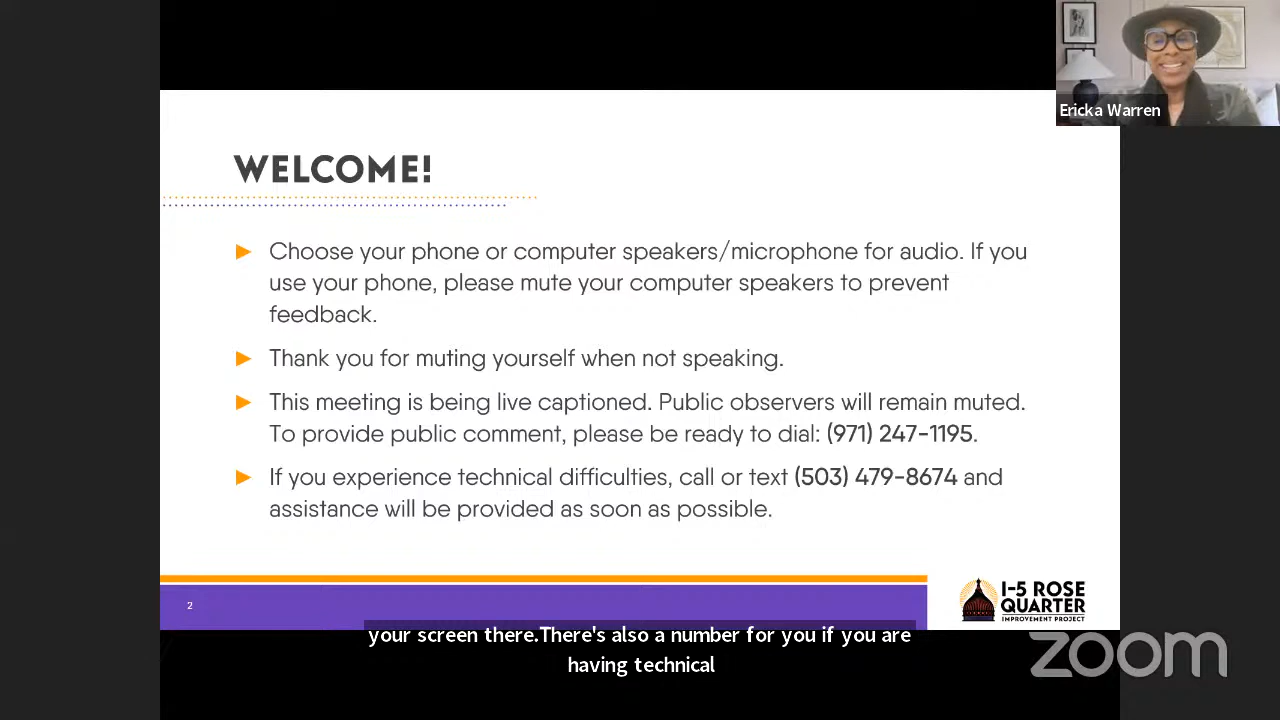 Ericka Warren
WELCOME!
Choose your phone or computer speakers/microphone for audio. If you
use your phone, please mute your computer speakers to prevent
feedback.
Thank you for muting yourself when not speaking.
This meeting is being live captioned. Public observers will remain muted.
To provide public comment, please be ready to dial: (971) 247-1195.
If you experience technical difficulties, call or text (503) 479-8674 and
assistance will be provided as soon as possible.
2
I-5 ROSE
QUARTER
IMPROVEMENT PROJECT
your screen there.There's also a number for you if you are
having technical
zoom